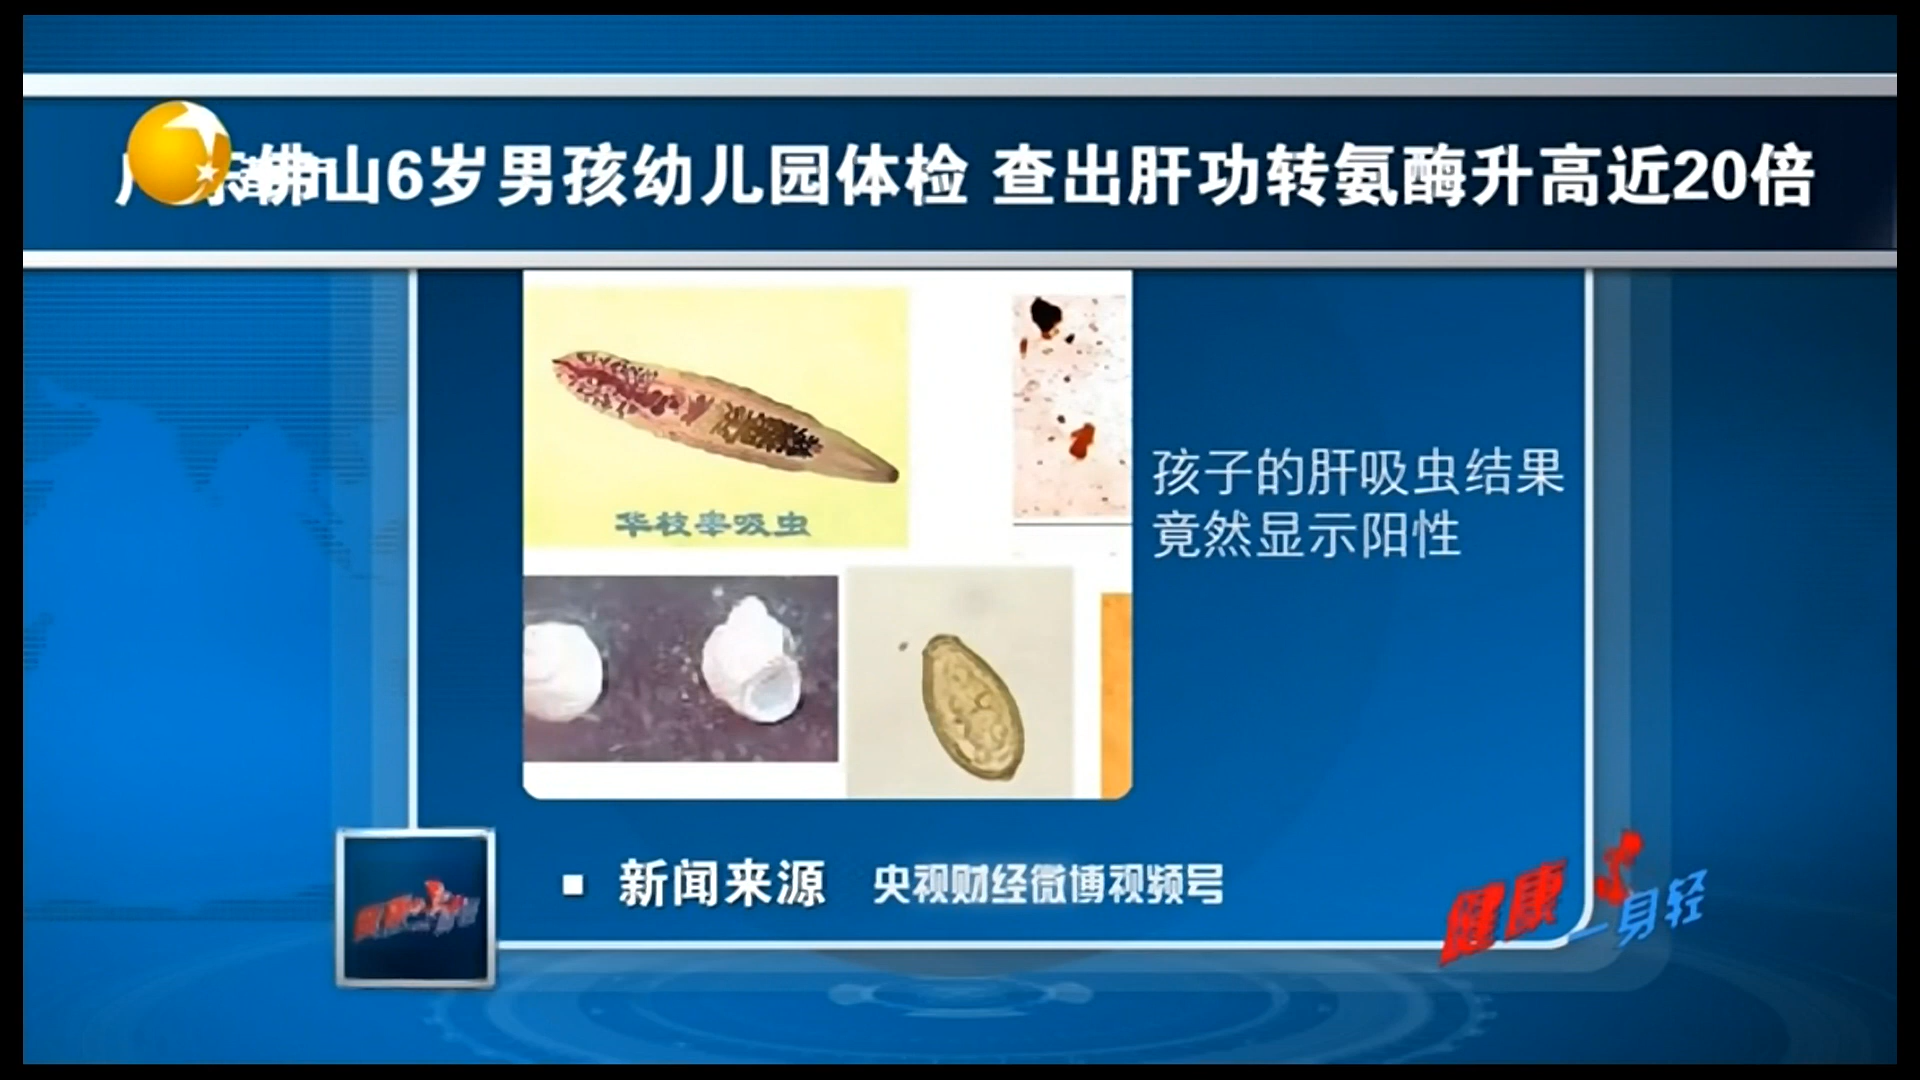 佛山6岁男孩幼儿园体检 查出肝功转氨酶升高近20倍
华枝睾吸虫
孩子的肝吸虫结果
竟然显示阳性
新闻来源 央视财经微博视频号
健康一身轻